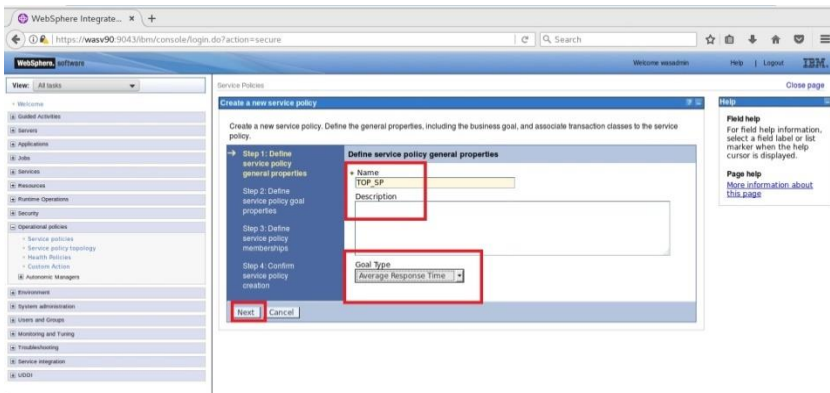 WebSphere Integrate... × +
https://wasv90:9043/ibm/console/login.do?action=secure
Search
WebSphere. software
Welcome wasadmin
Help | Logout
IBM.
View: All tasks
Welcome
Guided Activities
Servers
Applications
Jobs
Services
Resources
Runtime Operations
Security
Operational policies
Service policies
Service policy topology
Health Policies
Custom Action
Autonomic Managers
Environment
System administration
Users and Groups
Monitoring and Tuning
Troubleshooting
Service integration
UDDI
Service Policies
Close page
Create a new service policy
Create a new service policy. Define the general properties, including the business goal, and associate transaction classes to the service
policy.
Step 1: Define
service policy
general properties
Step 2: Define
service policy goal
properties
Step 3: Define
service policy
memberships
Step 4: Confirm
service policy
creation
Define service policy general properties
* Name
TOP_SP
Description
Goal Type
Average Response Time
Next Cancel
Help
Field help
For field help information,
select a field label or list
marker when the help
cursor is displayed.
Page help
More information about
this page